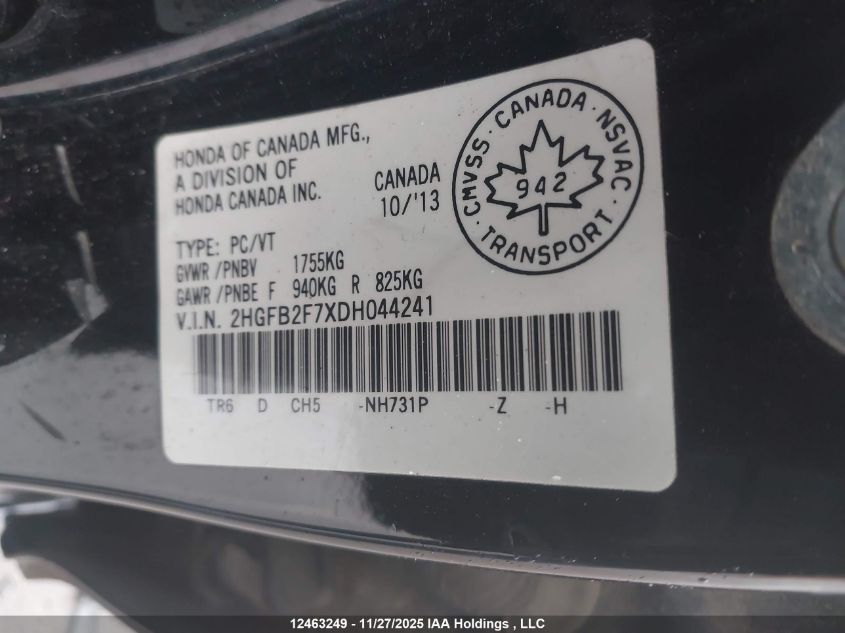 HONDA OF CANADA MFG.,
A DIVISION OF
HONDA CANADA INC.
CANADA
10/'13
CMVSS · CANADA · NSVAC · TRANSPORT ·
942
TYPE: PC/VT
GVWR /PNBV 1755KG
GAWR /PNBE F 940KG R 825KG
V.I.N. 2HGFB2F7XDH044241
TR6 D CH5 -NH731P -Z -H
12463249 - 11/27/2025 IAA Holdings , LLC